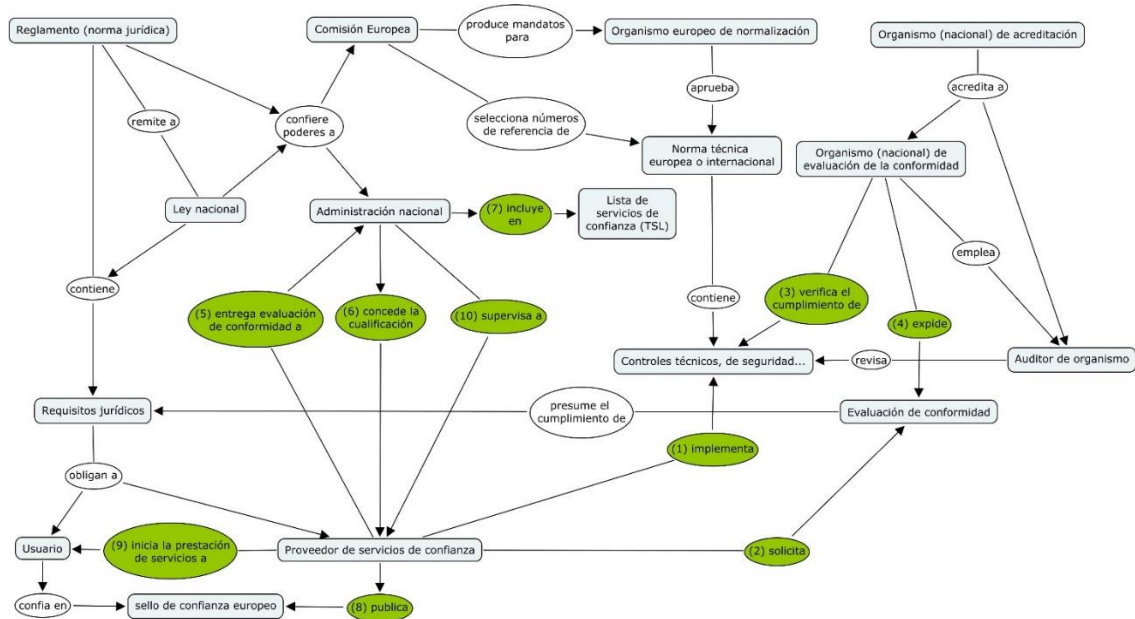 Reglamento (norma jurídica)
Comisión Europea
produce mandatos
para
Organismo europeo de normalización
Organismo (nacional) de acreditación
remite a
confiere
poderes a
selecciona números
de referencia de
aprueba
acredita a
Norma técnica
europea o internacional
Organismo (nacional) de
evaluación de la conformidad
Ley nacional
Administración nacional
(7) incluye
en
Lista de
servicios de
confianza (TSL)
emplea
contiene
(5) entrega evaluación
de conformidad a
(6) concede la
cualificación
(10) supervisa a
contiene
(3) verifica el
cumplimiento de
(4) expide
Controles técnicos, de seguridad...
revisa
Auditor de organismo
Requisitos jurídicos
presume el
cumplimiento de
Evaluación de conformidad
(1) implementa
obligan a
Usuario
(9) inicia la prestación
de servicios a
Proveedor de servicios de confianza
(2) solicita
confia en
sello de confianza europeo
(8) publica